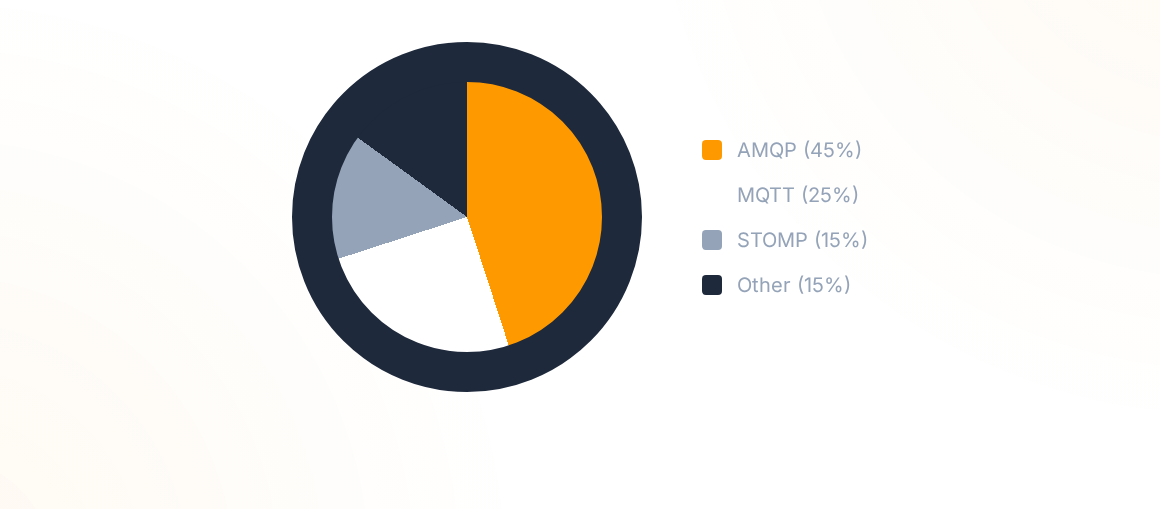 AMQP (45%)
MQTT (25%)
STOMP (15%)
Other (15%)